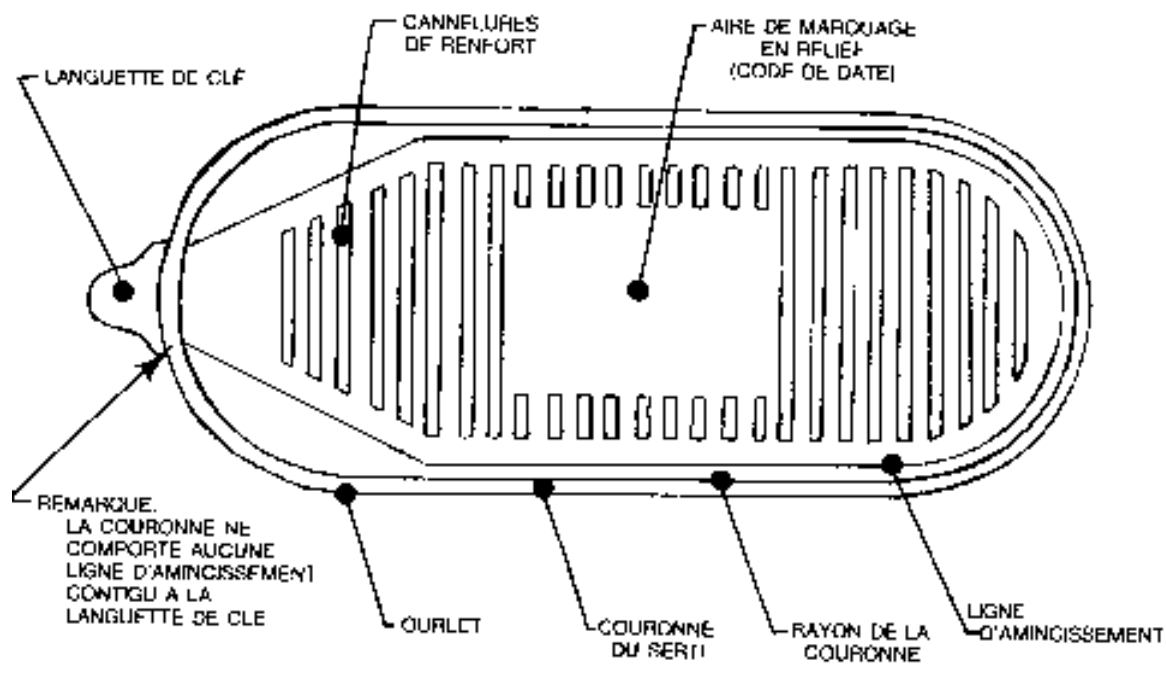 CANNELURES
DE RENFORT
AIRE DE MARQUAGE
EN RELIEF
(CODE DE DATE)
LANGUETTE DE CLÉ
REMARQUE.
LA COURONNE NE
COMPORTE AUCUNE
LIGNE D'AMINCISSEMENT
CONTIGU A LA
LANGUETTE DE CLE
OURLET
COURONNE
DU SERTI
RAYON DE LA
COURONNE
LIGNE
D'AMINCISSEMENT